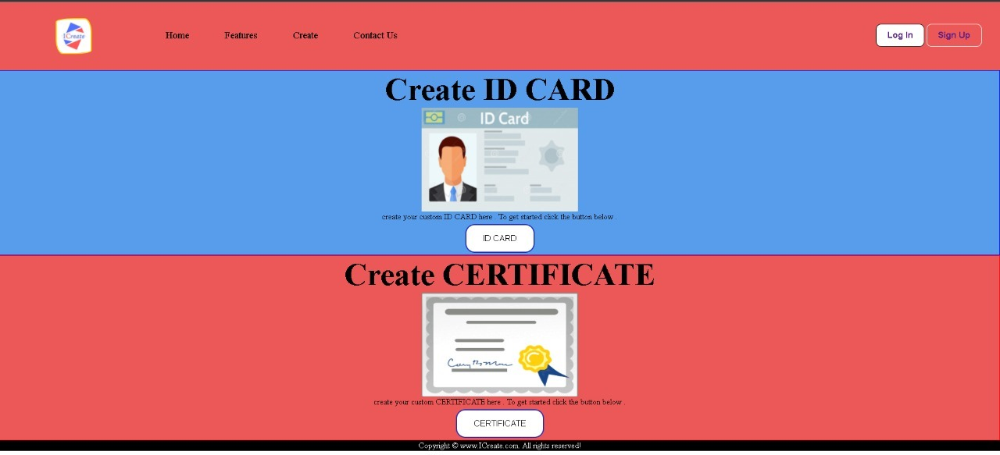 ICreate
Home Features Create Contact Us Log In Sign Up
Create ID CARD
ID Card
create your custom ID CARD here . To get started click the button below .
ID CARD
Create CERTIFICATE
create your custom CERTIFICATE here . To get started click the button below .
CERTIFICATE
Copyright © www.ICreate.com. All rights reserved!